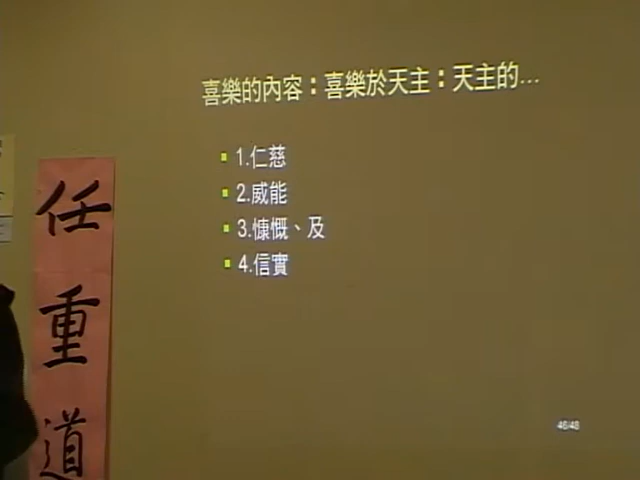 喜樂的內容：喜樂於天主：天主的...
1.仁慈
2.威能
3.慷慨、及
4.信實
46/48
任重道